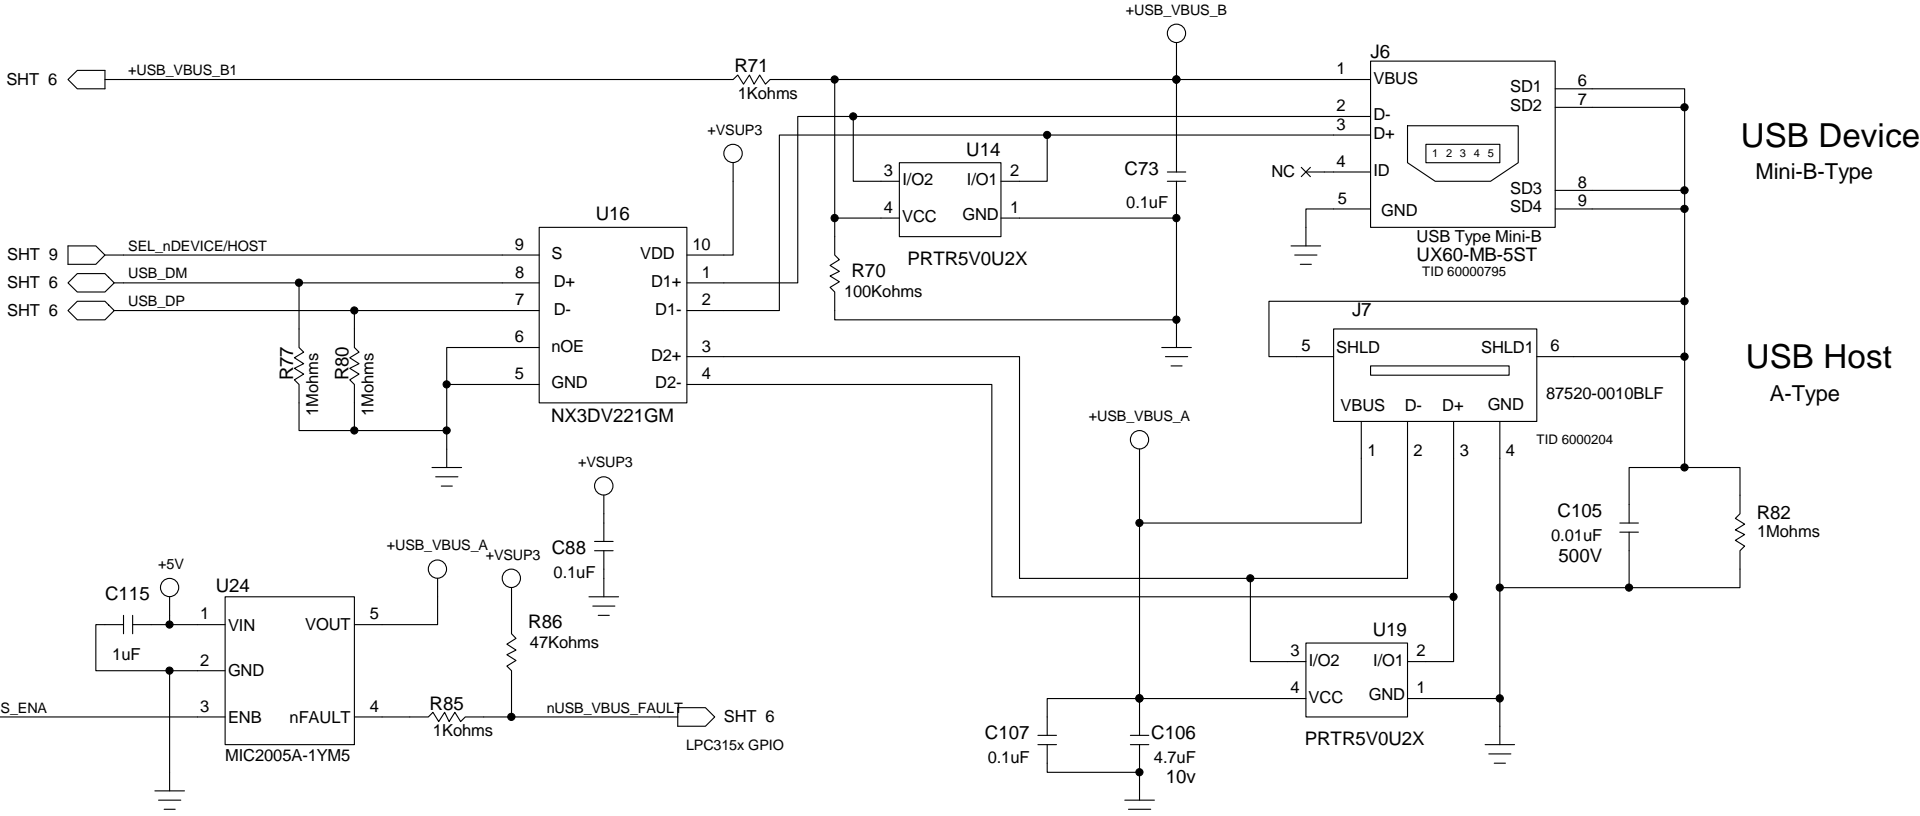 +USB_VBUS_B
SHT 6
+USB_VBUS_B1
R71
1Kohms
J6
1
VBUS
2
D-
3
D+
NC
4
ID
5
GND
SD1
6
SD2
7
SD3
8
SD4
9
1 2 3 4 5
USB Type Mini-B
UX60-MB-5ST
TID 60000795
USB Device
Mini-B-Type
+VSUP3
U14
3
I/O2
I/O1
2
4
VCC
GND
1
PRTR5V0U2X
C73
0.1uF
R70
100Kohms
U16
SHT 9
SEL_nDEVICE/HOST
9
S
VDD
10
SHT 6
USB_DM
8
D+
D1+
1
SHT 6
USB_DP
7
D-
D1-
2
6
nOE
D2+
3
5
GND
D2-
4
NX3DV221GM
R77
1Mohms
R80
1Mohms
J7
5
SHLD
SHLD1
6
VBUS
D-
D+
GND
87520-0010BLF
TID 6000204
1
2
3
4
USB Host
A-Type
+USB_VBUS_A
+VSUP3
C88
0.1uF
C105
0.01uF
500V
R82
1Mohms
+5V
C115
1uF
U24
1
VIN
VOUT
5
2
GND
3
ENB
nFAULT
4
MIC2005A-1YM5
S_ENA
+USB_VBUS_A
+VSUP3
R86
47Kohms
R85
1Kohms
nUSB_VBUS_FAULT
SHT 6
LPC315x GPIO
U19
3
I/O2
I/O1
2
4
VCC
GND
1
PRTR5V0U2X
C107
0.1uF
C106
4.7uF
10v